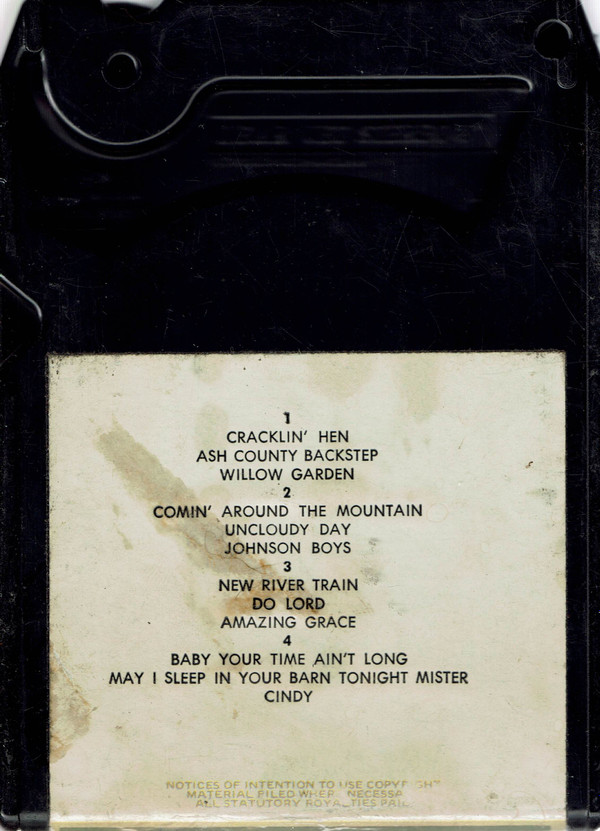 1
CRACKLIN' HEN
ASH COUNTY BACKSTEP
WILLOW GARDEN
2
COMIN' AROUND THE MOUNTAIN
UNCLOUDY DAY
JOHNSON BOYS
3
NEW RIVER TRAIN
DO LORD
AMAZING GRACE
4
BABY YOUR TIME AIN'T LONG
MAY I SLEEP IN YOUR BARN TONIGHT MISTER
CINDY
NOTICES OF INTENTION TO USE
MATERIAL FILED
ALL STATUTORY